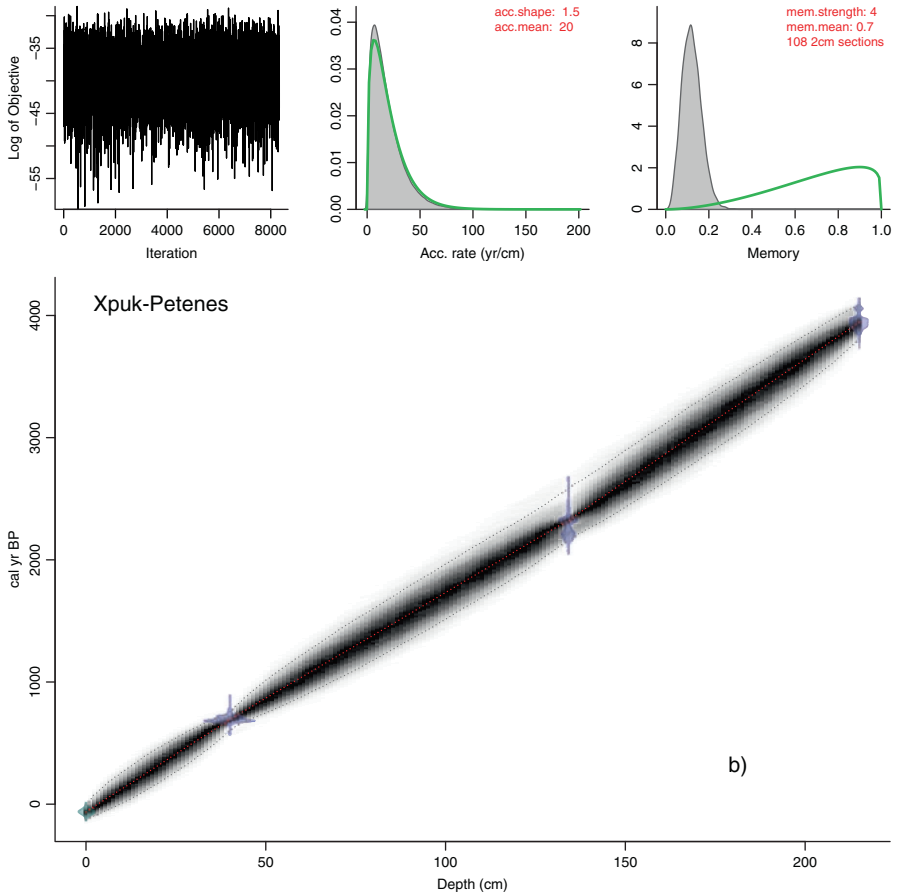 Log of Objective
−35
−45
−55
0 2000 4000 6000 8000
Iteration
acc.shape: 1.5
acc.mean: 20
0.04
0.03
0.02
0.01
0.00
0 50 100 150 200
Acc. rate (yr/cm)
mem.strength: 4
mem.mean: 0.7
108 2cm sections
8
6
4
2
0
0.0 0.2 0.4 0.6 0.8 1.0
Memory
Xpuk-Petenes
cal yr BP
4000
3000
2000
1000
0
b)
0 50 100 150 200
Depth (cm)